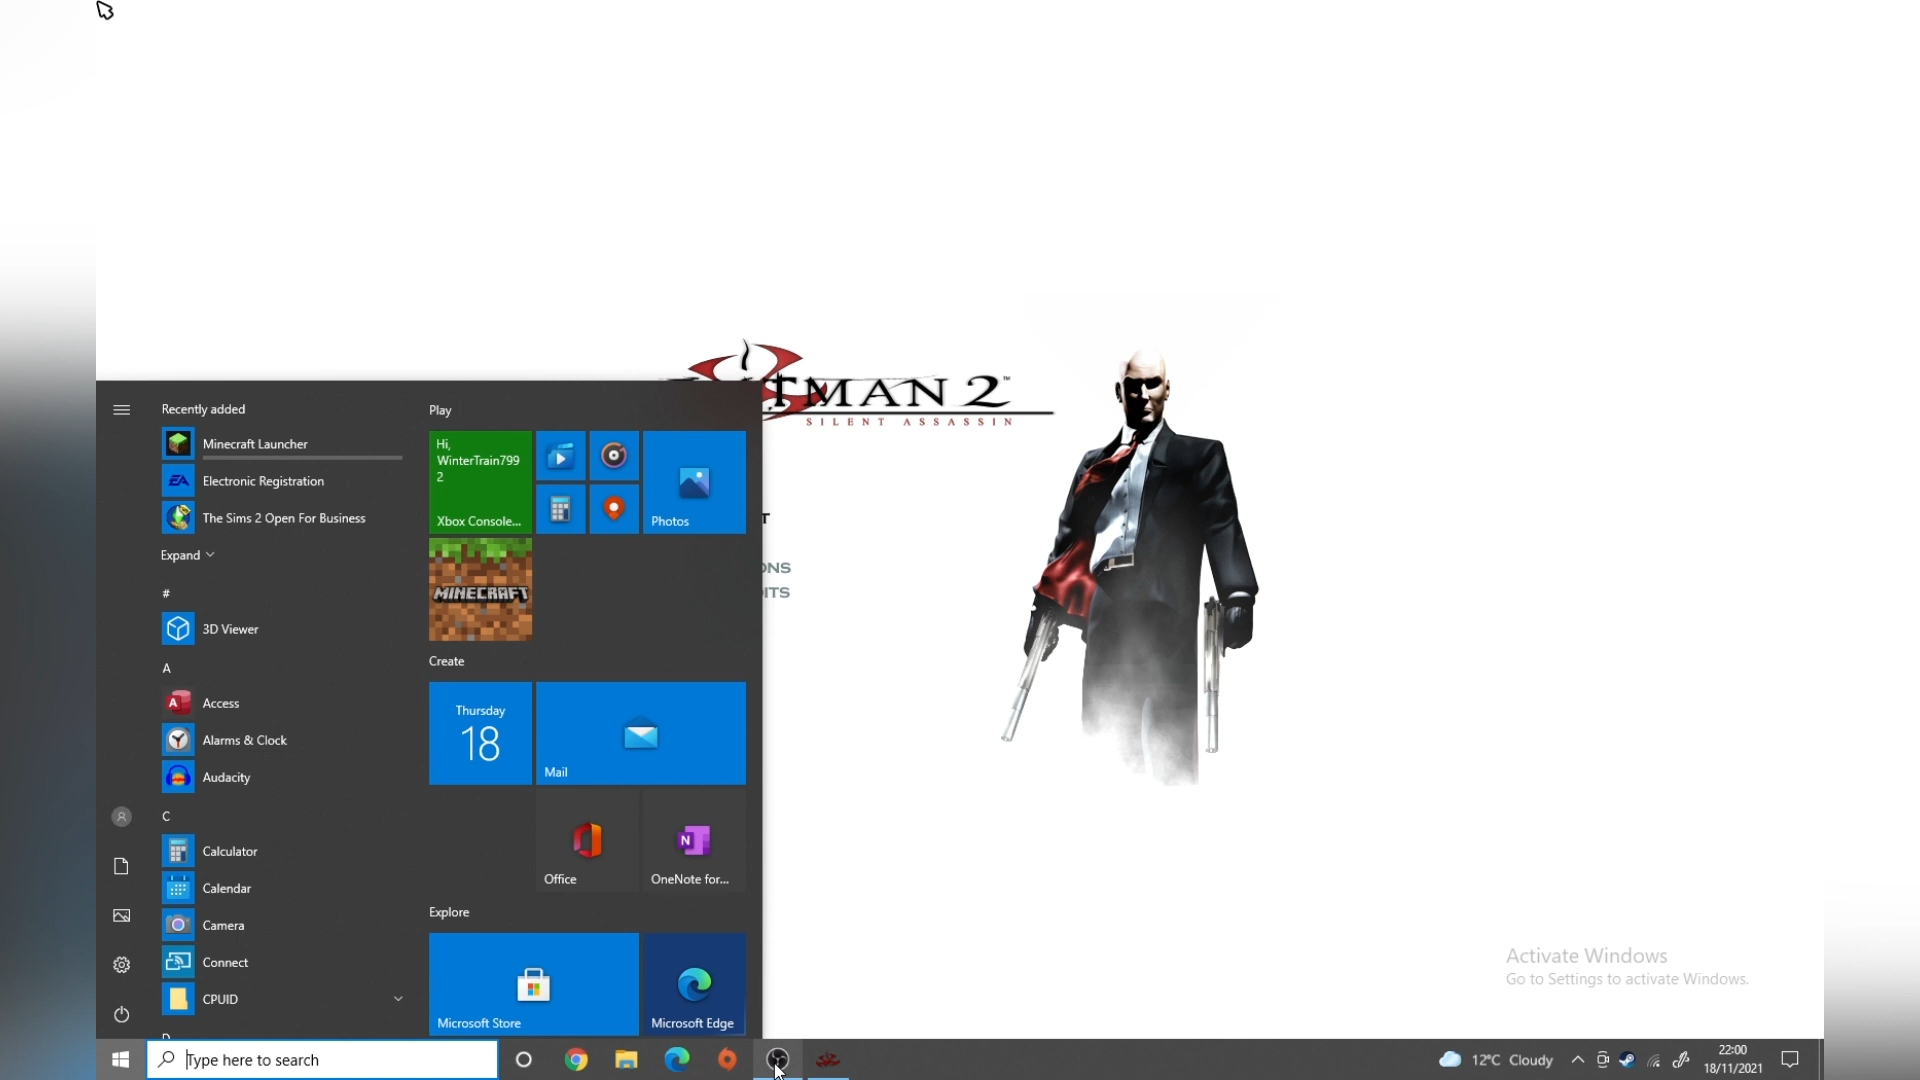 TMAN 2™
SILENT ASSASSIN
Recently added
Minecraft Launcher
Electronic Registration
The Sims 2 Open For Business
Expand
#
3D Viewer
A
Access
Alarms & Clock
Audacity
C
Calculator
Calendar
Camera
Connect
CPUID
Play
Hi,
WinterTrain799
2
Xbox Console...
Photos
MINECRAFT
Create
Thursday
18
Mail
Office
OneNote for...
Explore
Microsoft Store
Microsoft Edge
T
ONS
ITS
Activate Windows
Go to Settings to activate Windows.
Type here to search
12°C Cloudy
22:00
18/11/2021